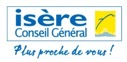 isère
Conseil Général
Plus proche de vous !